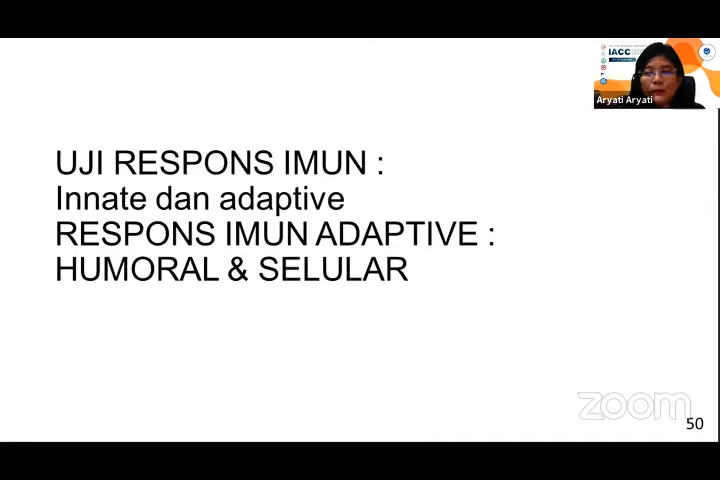 UJI RESPONS IMUN :
Innate dan adaptive
RESPONS IMUN ADAPTIVE :
HUMORAL & SELULAR
IACC
Aryati Aryati
zoom
50